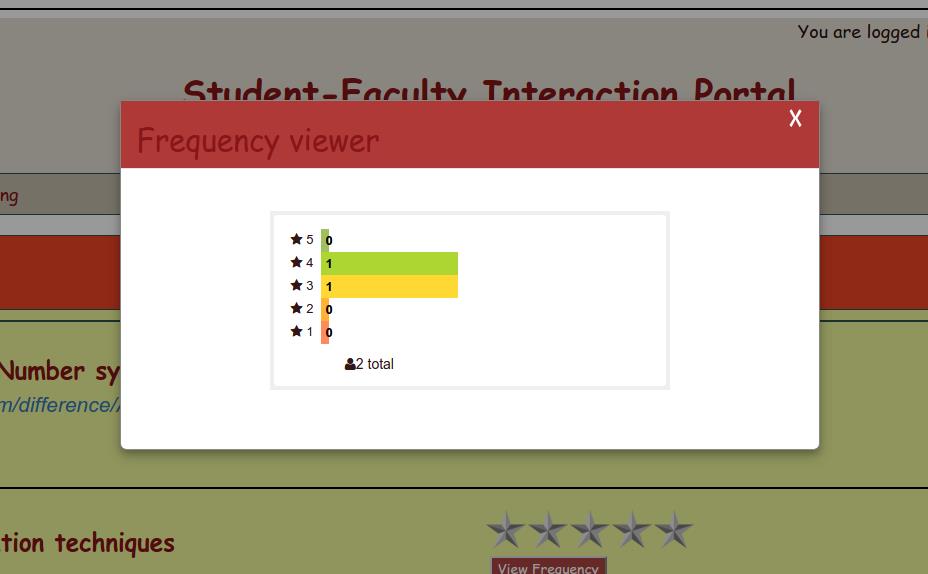 You are logged
Student-Faculty Interaction Portal
X
Frequency viewer
ng
5 0
4 1
3 1
2 0
1 0
2 total
Number sy
m/difference/
tion techniques
View Frequency